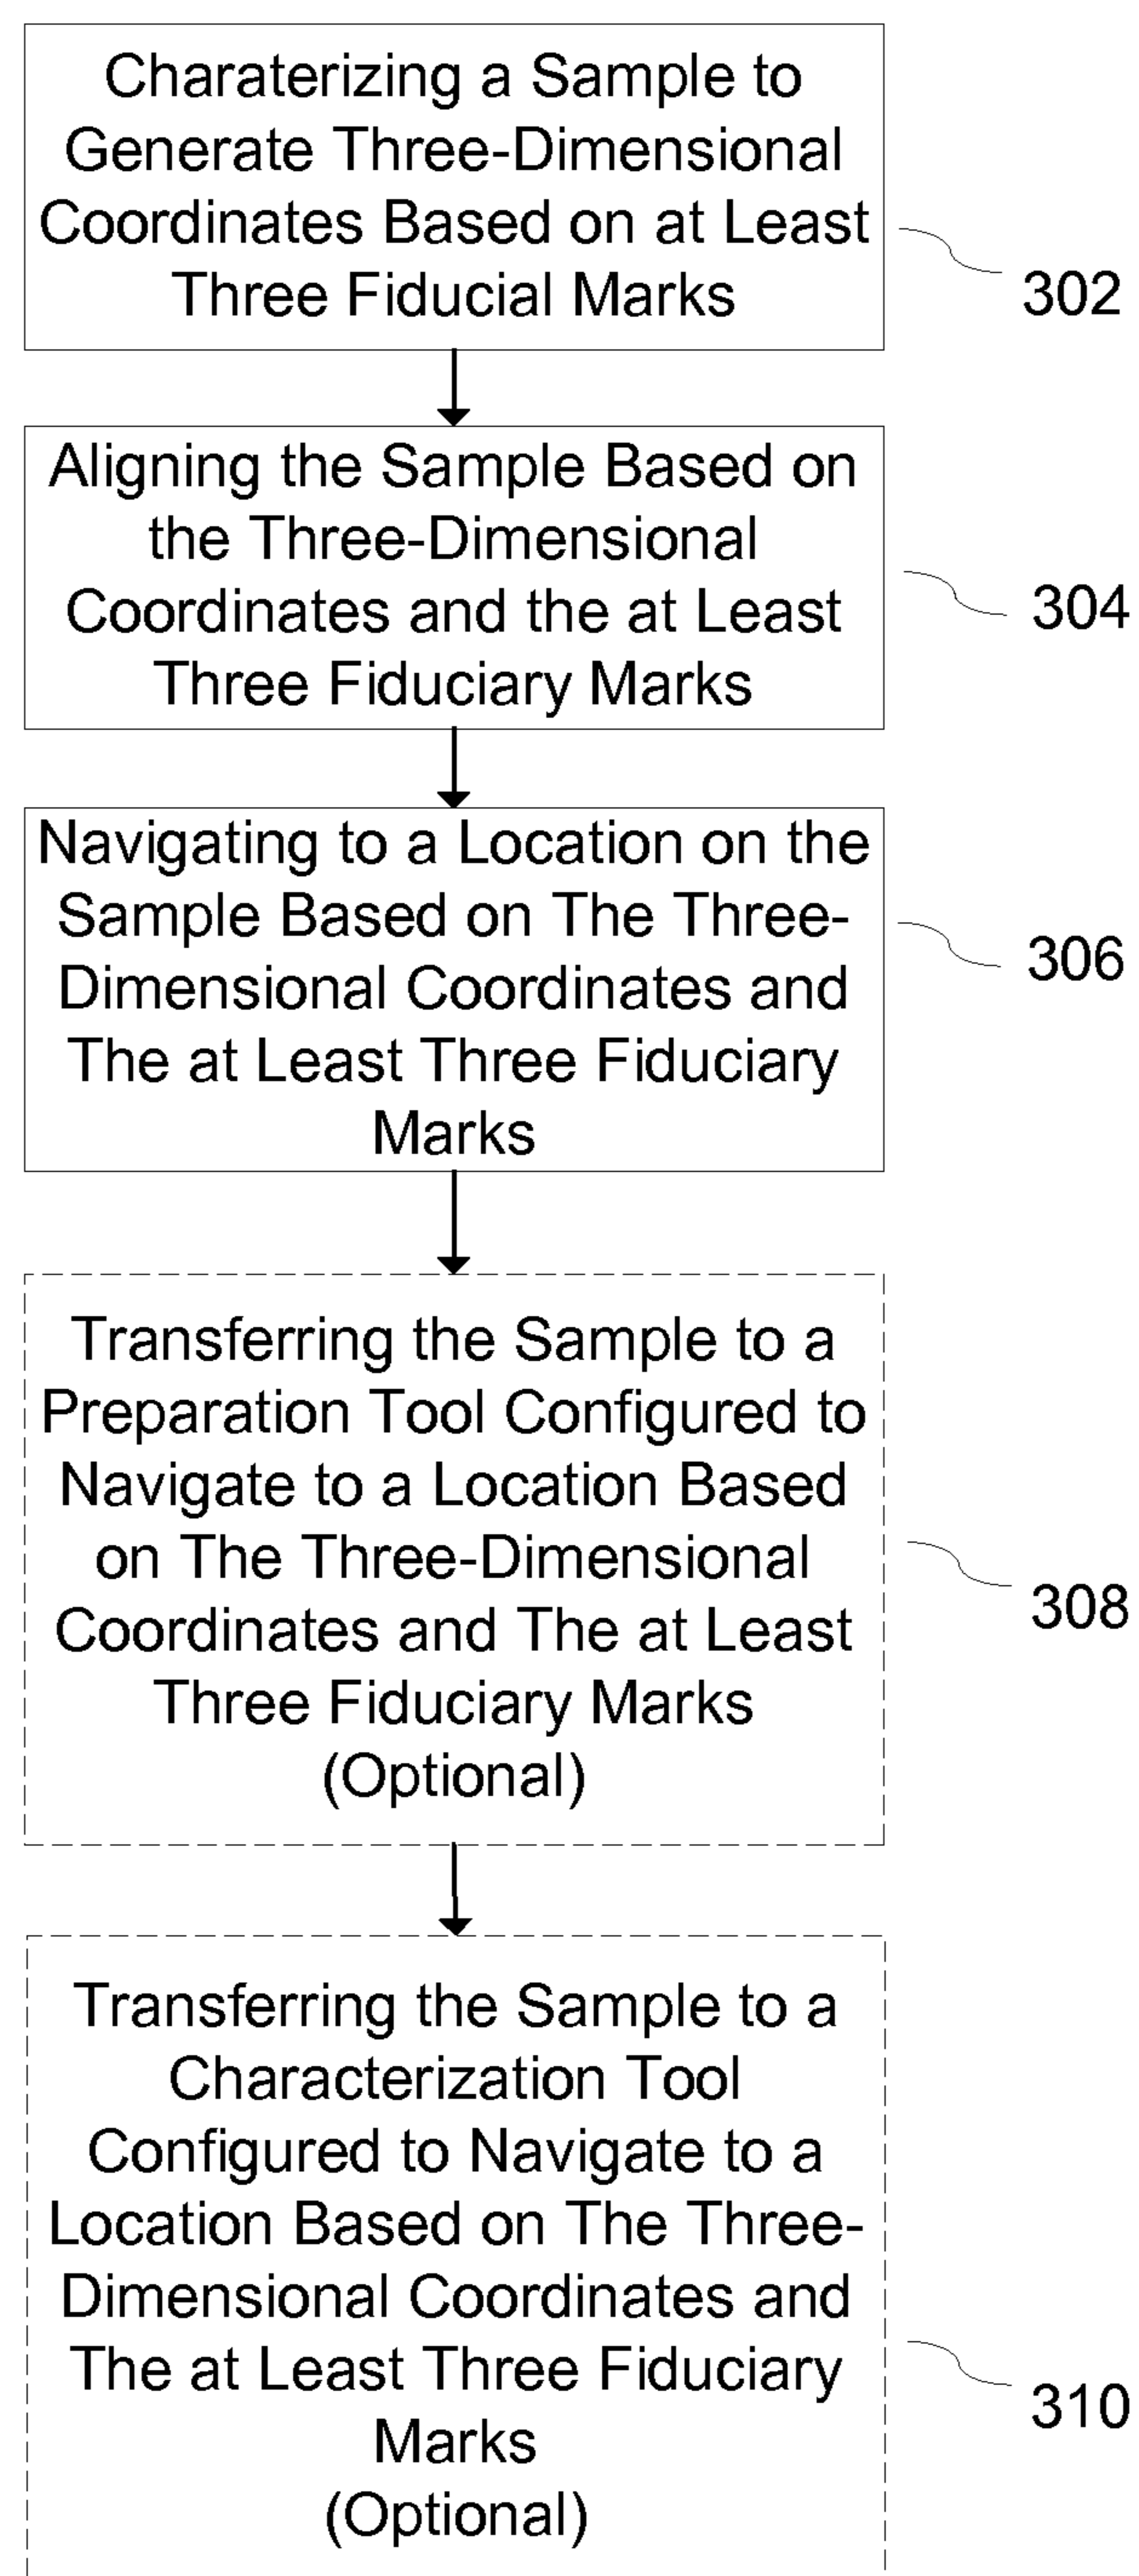 Charaterizing a Sample to
Generate Three-Dimensional
Coordinates Based on at Least
Three Fiducial Marks
302
Aligning the Sample Based on
the Three-Dimensional
Coordinates and the at Least
Three Fiduciary Marks
304
Navigating to a Location on the
Sample Based on The Three-
Dimensional Coordinates and
The at Least Three Fiduciary
Marks
306
Transferring the Sample to a
Preparation Tool Configured to
Navigate to a Location Based
on The Three-Dimensional
Coordinates and The at Least
Three Fiduciary Marks
(Optional)
308
Transferring the Sample to a
Characterization Tool
Configured to Navigate to a
Location Based on The Three-
Dimensional Coordinates and
The at Least Three Fiduciary
Marks
(Optional)
310